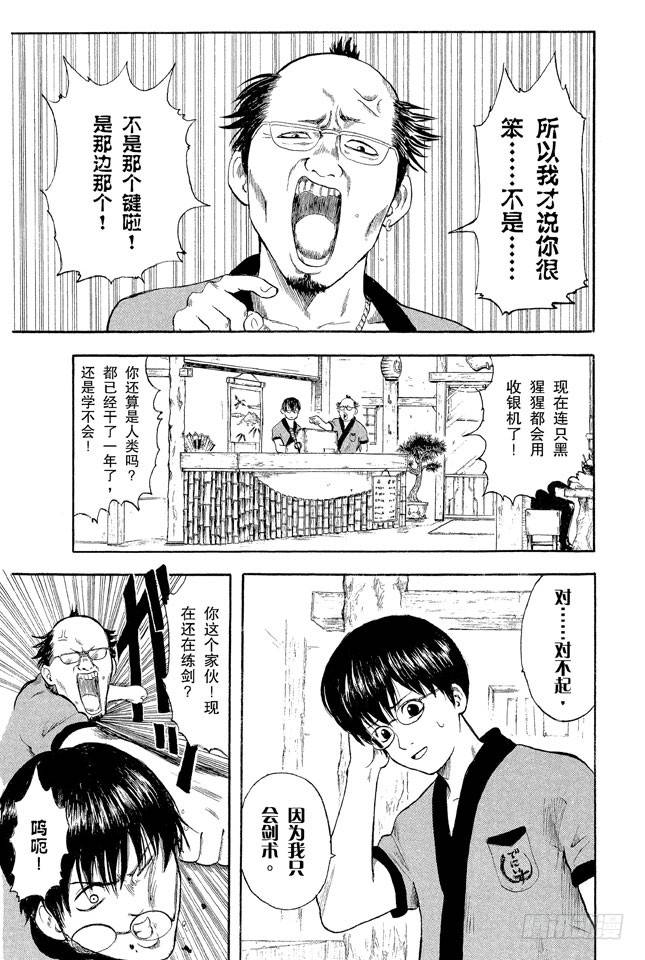 所以我才说你很
笨……不是……
不是那个键啦！
是那边那个！
现在连只黑
猩猩都会用
收银机了！
你还算是人类吗？
都已经干了一年了，
还是学不会！
对……对不起，
因为我只
会剑术。
你这个家伙！现
在还在练剑？
呜呃！
でにいす